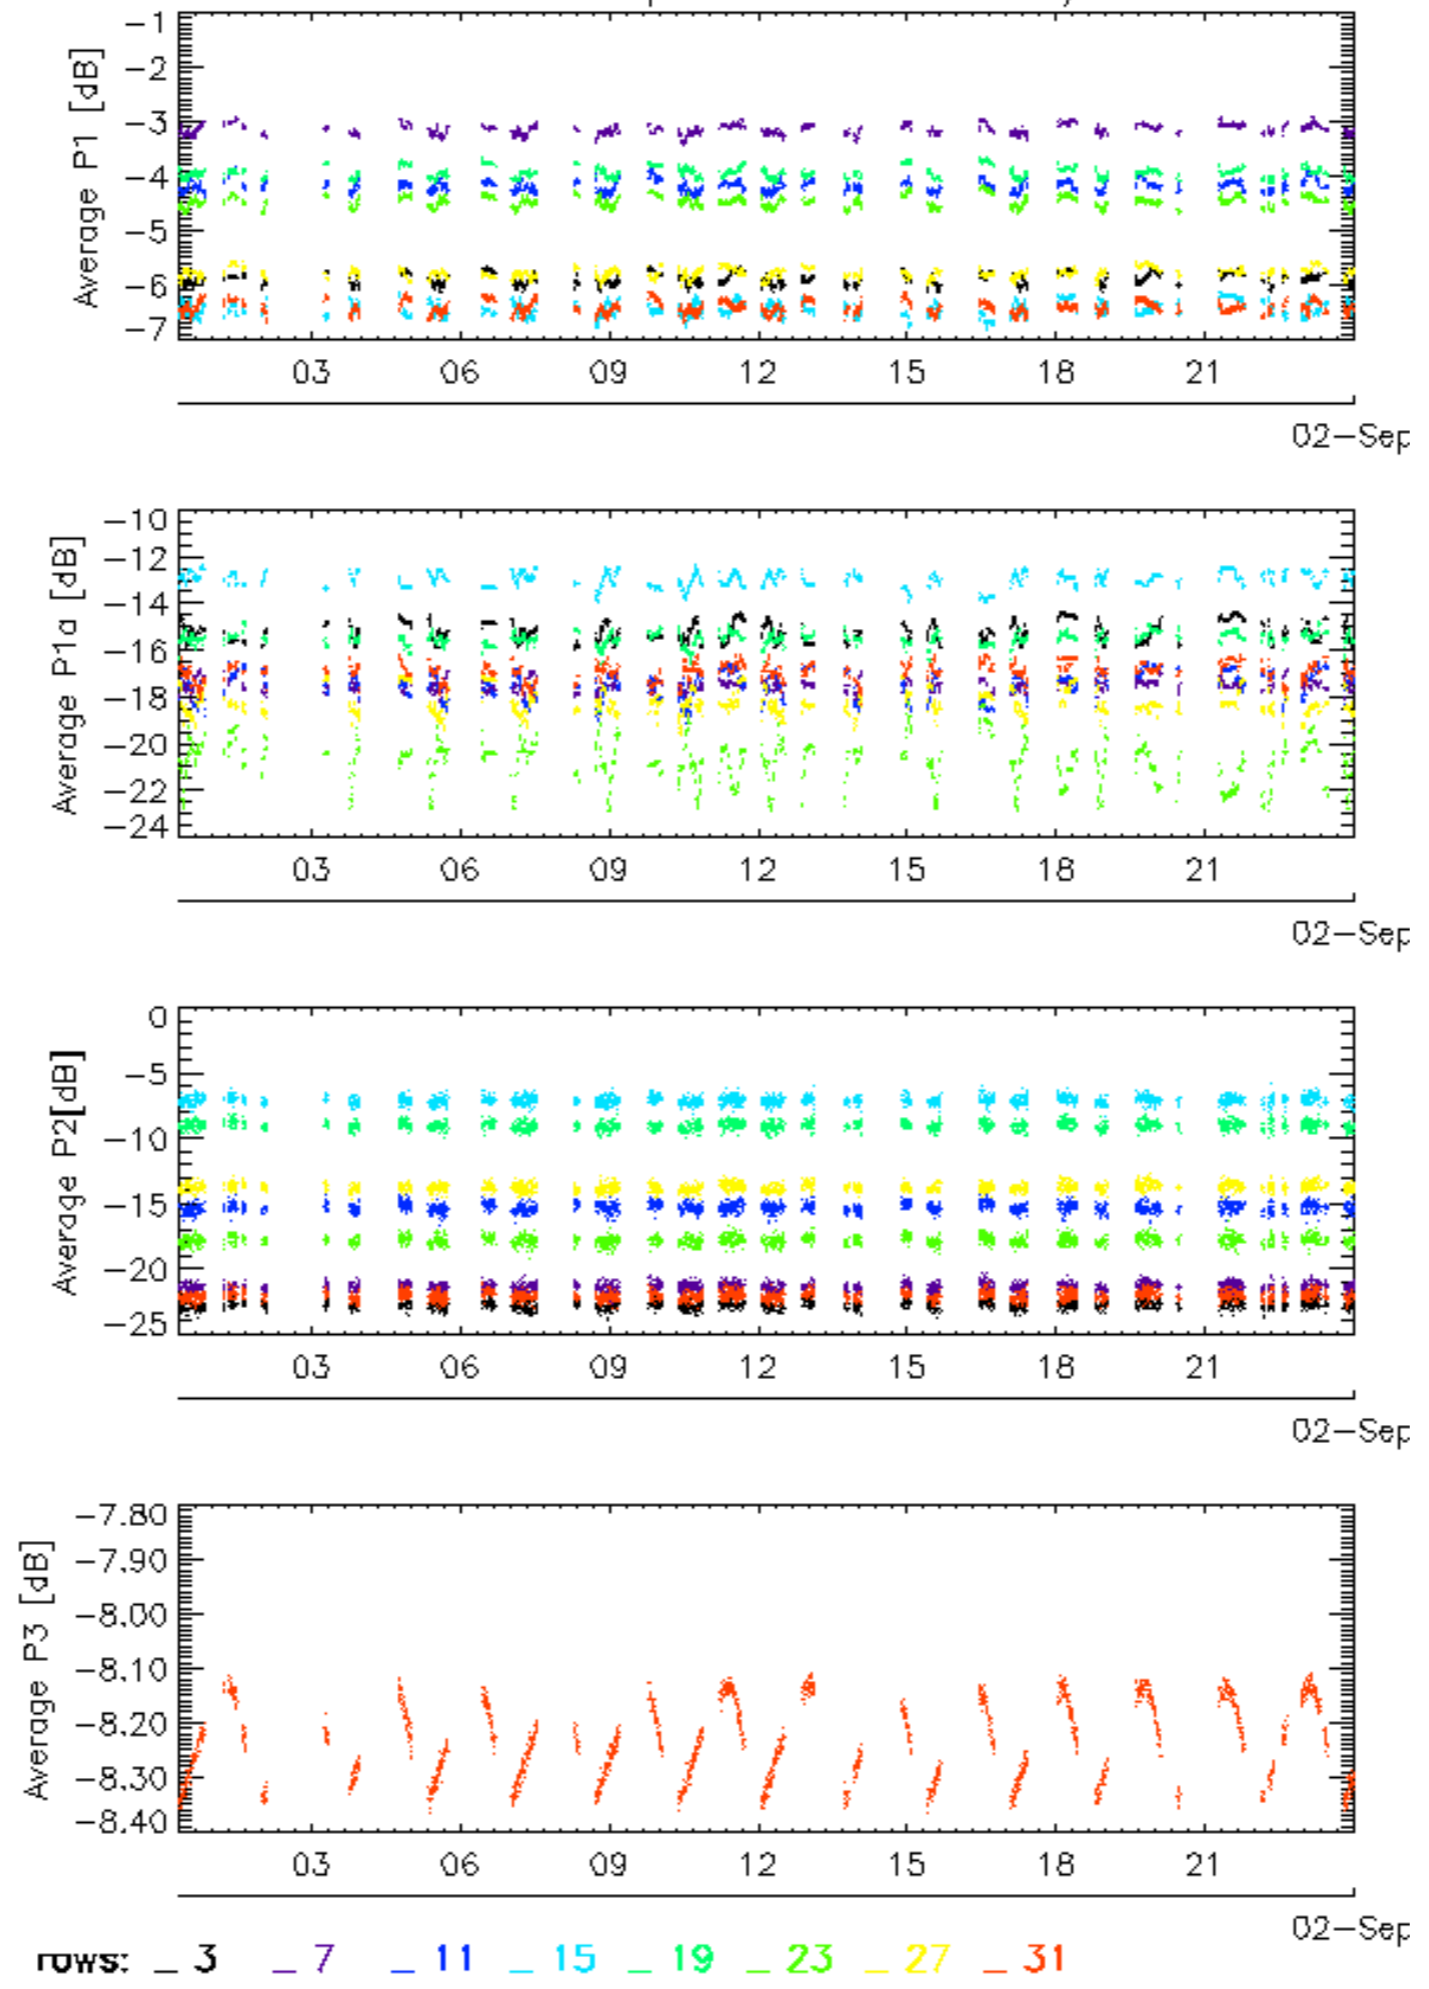 -1
-2
-3
-4
-5
-6
-7
Average P1 [dB]
03 06 09 12 15 18 21
02-Sep
-10
-12
-14
-16
-18
-20
-22
-24
Average P1a [dB]
03 06 09 12 15 18 21
02-Sep
0
-5
-10
-15
-20
-25
Average P2[dB]
03 06 09 12 15 18 21
02-Sep
-7.80
-7.90
-8.00
-8.10
-8.20
-8.30
-8.40
Average P3 [dB]
03 06 09 12 15 18 21
02-Sep
rows: _ 3 _ 7 _ 11 _ 15 _ 19 _ 23 _ 27 _ 31